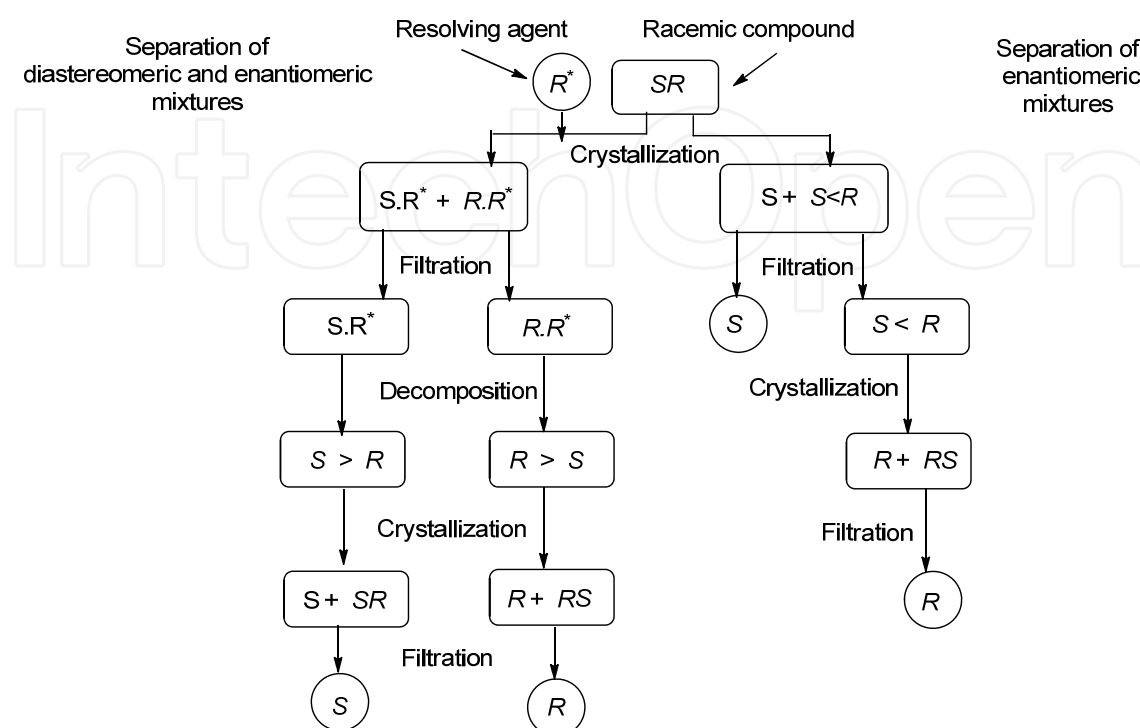 Separation of
diastereomeric and enantiomeric
mixtures
Resolving agent
Racemic compound
Separation of
enantiomeric
mixtures
R*
SR
Crystallization
S.R* + R.R*
S + S<R
Filtration
Filtration
S.R*
R.R*
S
S < R
Decomposition
Crystallization
S > R
R > S
R + RS
Crystallization
Filtration
S + SR
R + RS
R
Filtration
S
R
IntechOpen